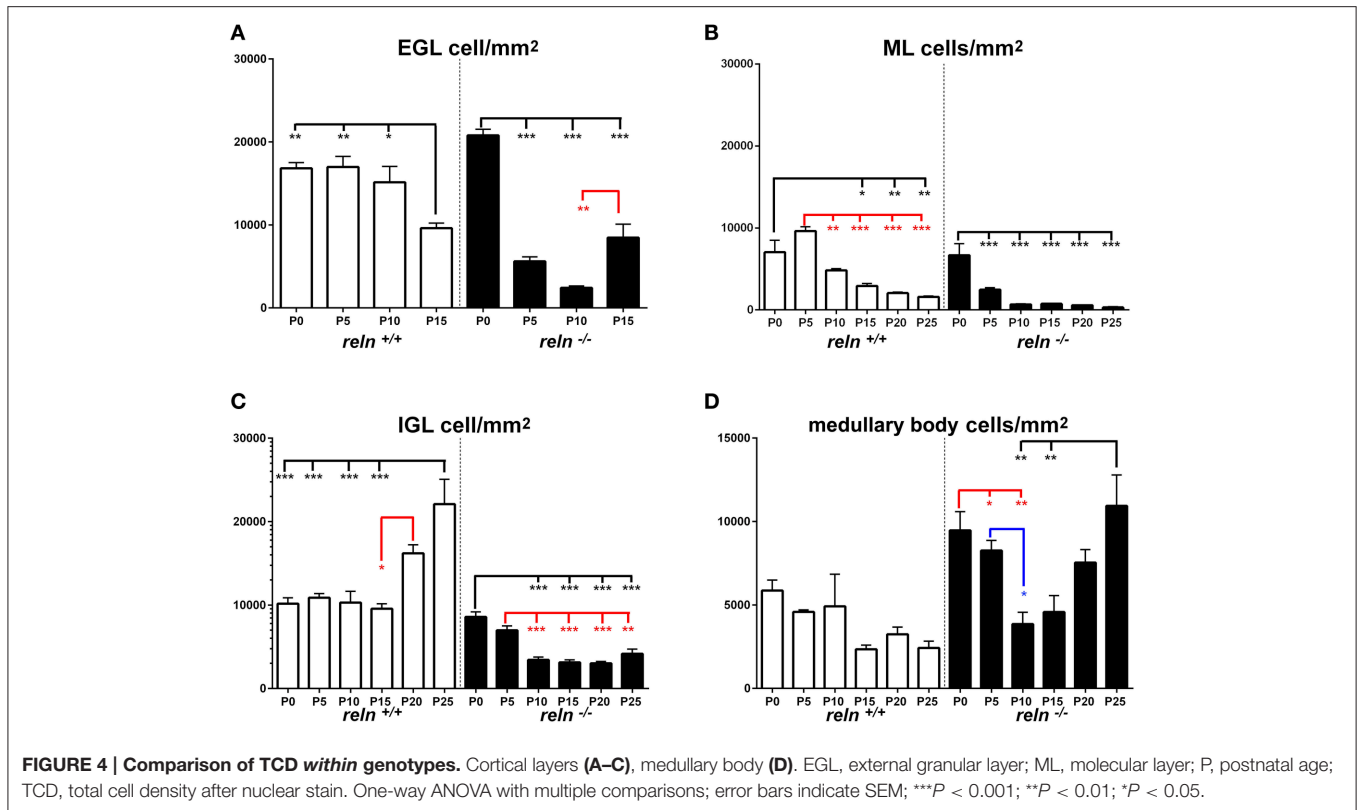 A
EGL cell/mm2
30000
20000
10000
0
** ** *
*** *** ***
**
P0 P5 P10 P15 P0 P5 P10 P15
reln +/+ reln -/-
B
ML cells/mm2
30000
20000
10000
0
* ** **
** *** *** ***
*** *** *** *** ***
P0 P5 P10 P15 P20 P25 P0 P5 P10 P15 P20 P25
reln +/+ reln -/-
C
IGL cell/mm2
30000
20000
10000
0
*** *** *** ***
*
*** *** *** ***
*** *** *** **
P0 P5 P10 P15 P20 P25 P0 P5 P10 P15 P20 P25
reln +/+ reln -/-
D
medullary body cells/mm2
15000
10000
5000
0
** **
* **
*
P0 P5 P10 P15 P20 P25 P0 P5 P10 P15 P20 P25
reln +/+ reln -/-
FIGURE 4 | Comparison of TCD within genotypes. Cortical layers (A–C), medullary body (D). EGL, external granular layer; ML, molecular layer; P, postnatal age;
TCD, total cell density after nuclear stain. One-way ANOVA with multiple comparisons; error bars indicate SEM; ***P < 0.001; **P < 0.01; *P < 0.05.